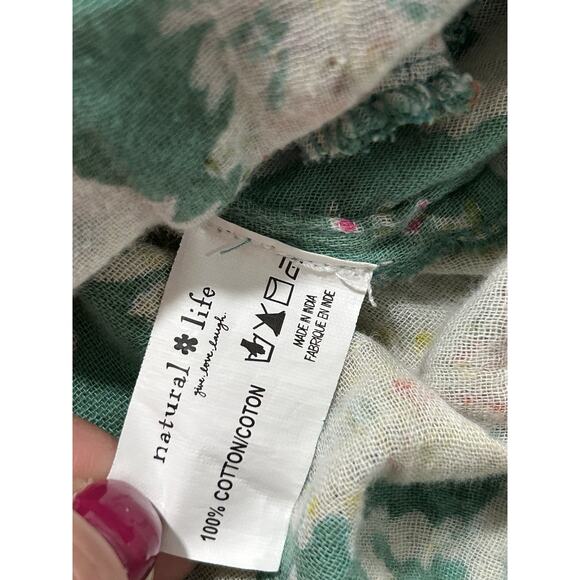 natural life
give. love. laugh.
100% COTTON/COTON
MADE IN INDIA
FABRIQUE EN INDE